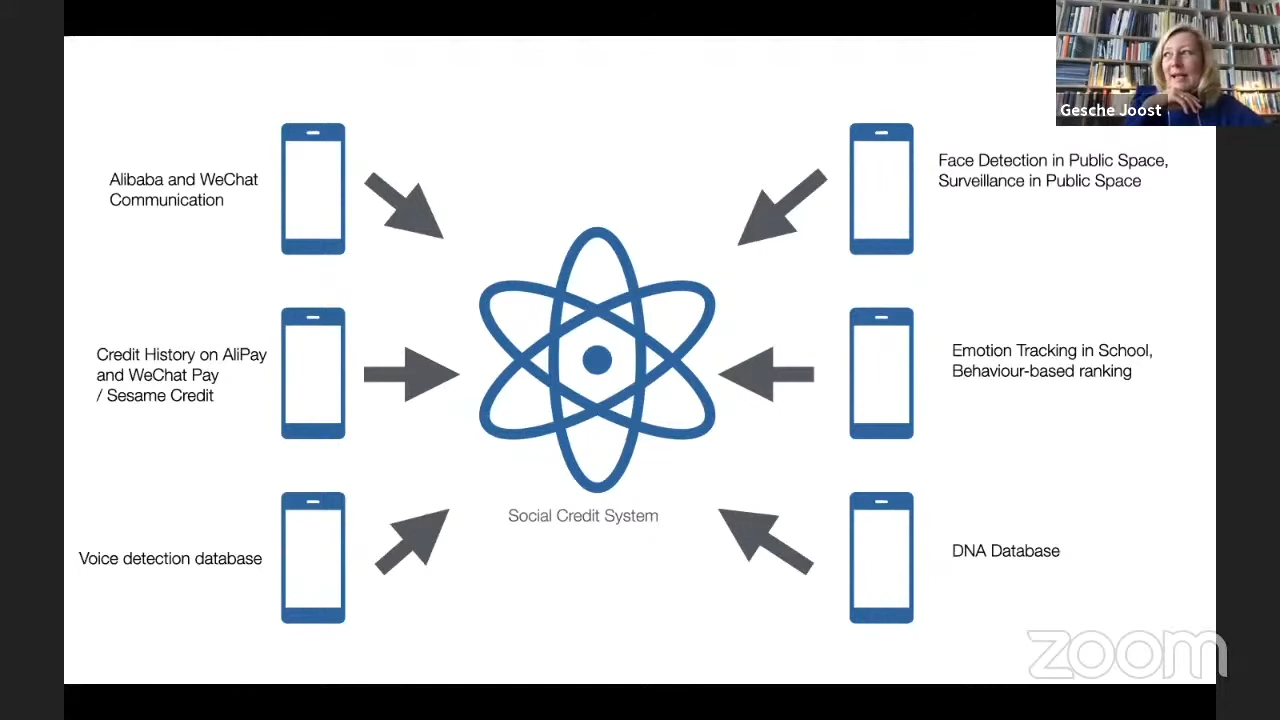 Gesche Joost
Alibaba and WeChat
Communication
Face Detection in Public Space,
Surveillance in Public Space
Credit History on AliPay
and WeChat Pay
/ Sesame Credit
Emotion Tracking in School,
Behaviour-based ranking
Social Credit System
Voice detection database
DNA Database
zoom